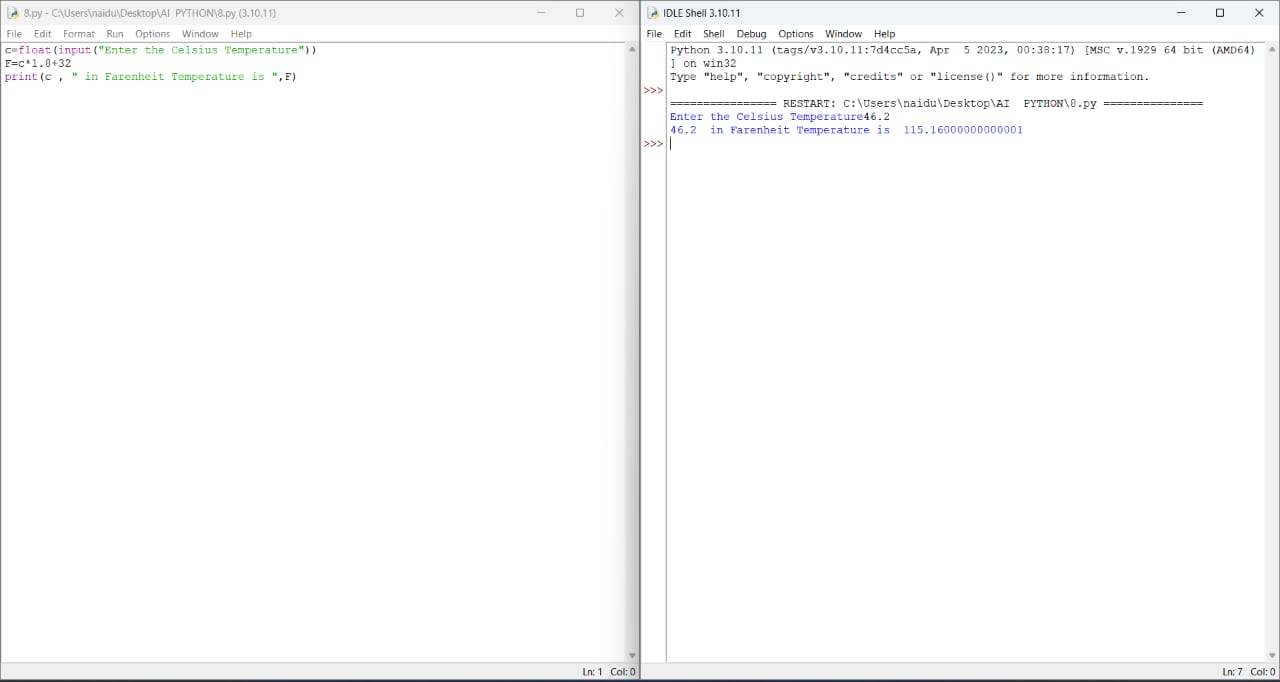 8.py - C:\Users\naidu\Desktop\AI  PYTHON\8.py (3.10.11)
File Edit Format Run Options Window Help
c=float(input("Enter the Celsius Temperature"))
F=c*1.8+32
print(c , " in Farenheit Temperature is ",F)
Ln: 1 Col: 0
IDLE Shell 3.10.11
File Edit Shell Debug Options Window Help
Python 3.10.11 (tags/v3.10.11:7d4cc5a, Apr  5 2023, 00:38:17) [MSC v.1929 64 bit (AMD64)
] on win32
Type "help", "copyright", "credits" or "license()" for more information.
>>>
================ RESTART: C:\Users\naidu\Desktop\AI  PYTHON\8.py ===============
Enter the Celsius Temperature46.2
46.2  in Farenheit Temperature is  115.16000000000001
>>>
Ln: 7 Col: 0